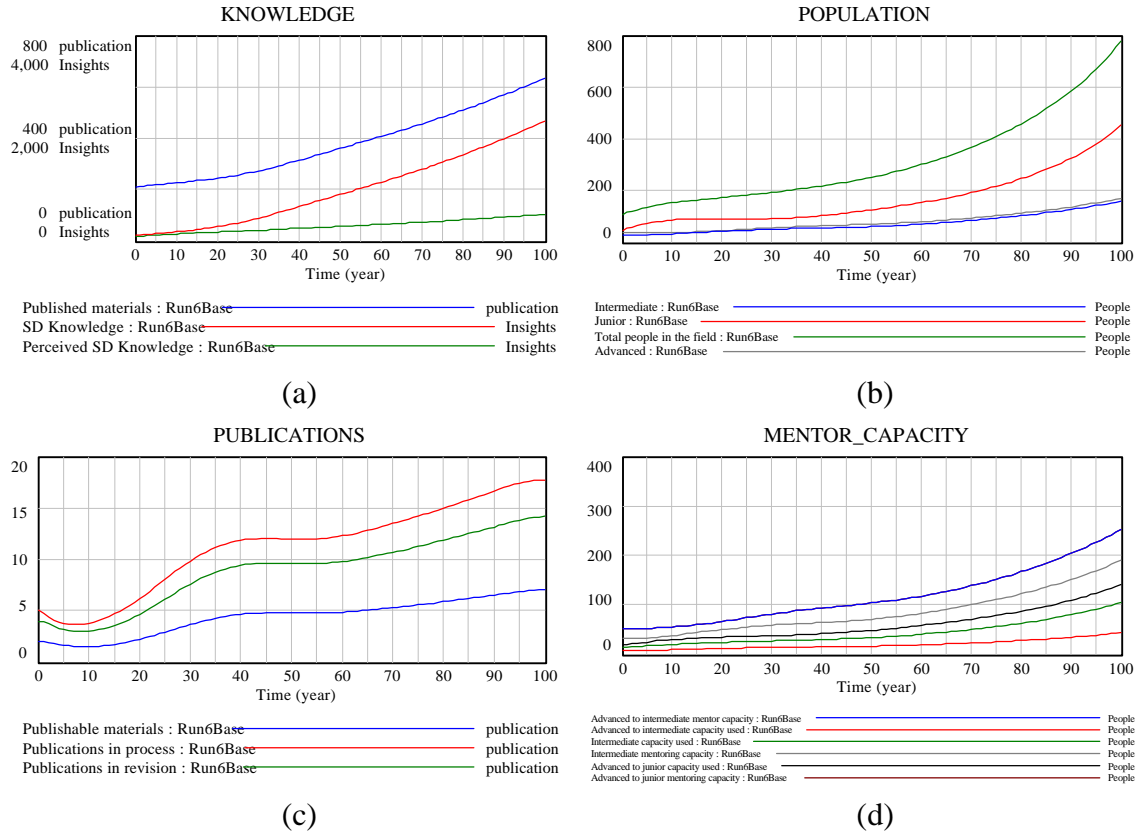 KNOWLEDGE
800 publication
4,000 Insights
400 publication
2,000 Insights
0 publication
0 Insights
0 10 20 30 40 50 60 70 80 90 100
Time (year)
Published materials : Run6Base publication
SD Knowledge : Run6Base Insights
Perceived SD Knowledge : Run6Base Insights
(a)
POPULATION
800
600
400
200
0
0 10 20 30 40 50 60 70 80 90 100
Time (year)
Intermediate : Run6Base People
Junior : Run6Base People
Total people in the field : Run6Base People
Advanced : Run6Base People
(b)
PUBLICATIONS
20
15
10
5
0
0 10 20 30 40 50 60 70 80 90 100
Time (year)
Publishable materials : Run6Base publication
Publications in process : Run6Base publication
Publications in revision : Run6Base publication
(c)
MENTOR_CAPACITY
400
300
200
100
0
0 10 20 30 40 50 60 70 80 90 100
Time (year)
Advanced to intermediate mentor capacity : Run6Base People
Advanced to intermediate capacity used : Run6Base People
Intermediate capacity used : Run6Base People
Intermediate mentoring capacity : Run6Base People
Advanced to junior capacity used : Run6Base People
Advanced to junior mentoring capacity : Run6Base People
(d)